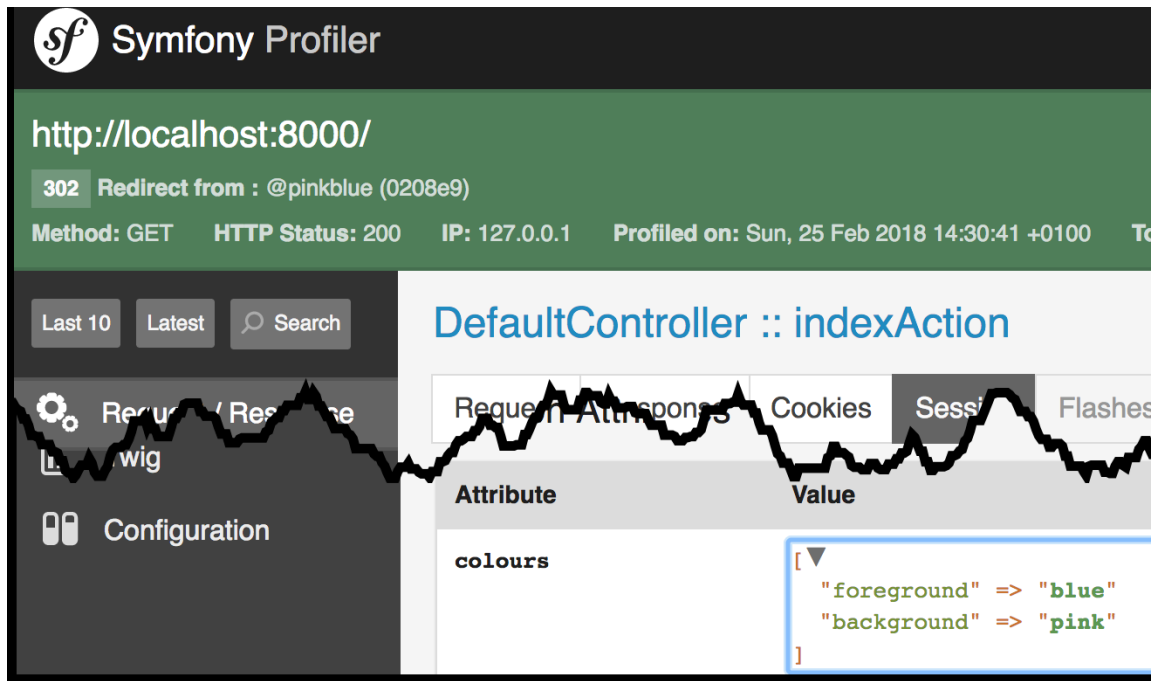 sf Symfony Profiler
http://localhost:8000/
302 Redirect from : @pinkblue (0208e9)
Method: GET HTTP Status: 200 IP: 127.0.0.1 Profiled on: Sun, 25 Feb 2018 14:30:41 +0100
Last 10 Latest Search
DefaultController :: indexAction
Cookies Flashes
Configuration
Attribute Value
colours
[
"foreground" => "blue"
"background" => "pink"
]